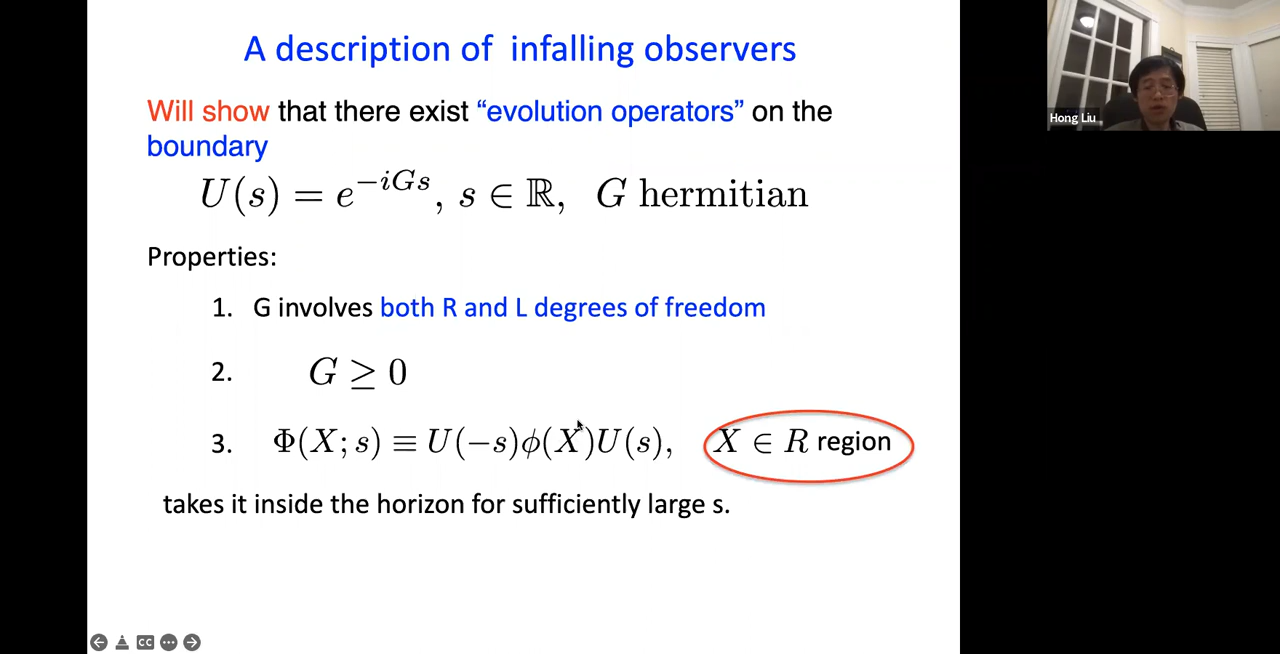 A description of infalling observers
Will show that there exist “evolution operators” on the
boundary
U(s) = e^{-iGs}, s ∈ ℝ, G hermitian
Properties:
1. G involves both R and L degrees of freedom
2. G ≥ 0
3. Φ(X; s) ≡ U(−s)ϕ(X)U(s), X ∈ R region
takes it inside the horizon for sufficiently large s.
Hong Liu
CC